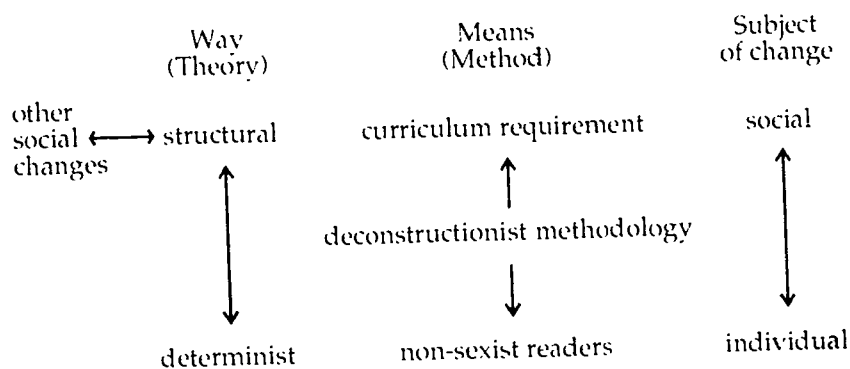 Way
(Theory)
Means
(Method)
Subject
of change
other
social
changes
structural
curriculum requirement
social
deconstructionist methodology
determinist
non-sexist readers
individual